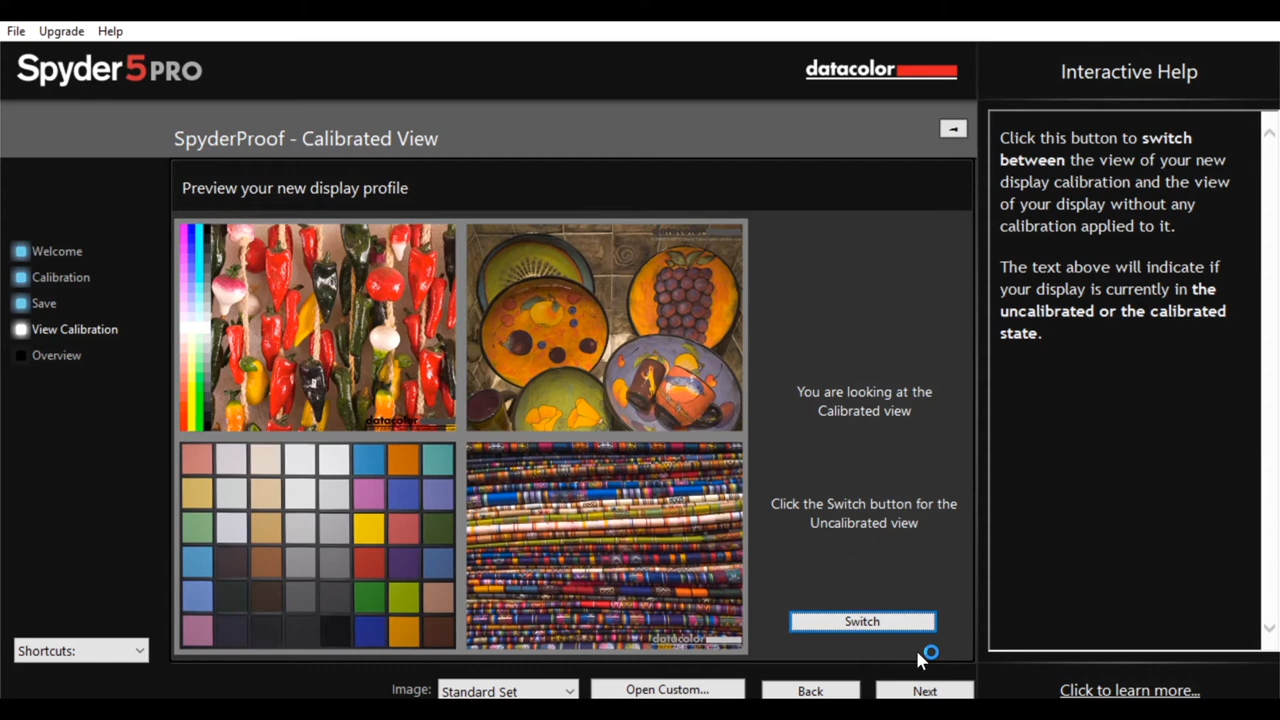 File Upgrade Help
Spyder5PRO
datacolor
Interactive Help
SpyderProof - Calibrated View
◄
Preview your new display profile
Welcome
Calibration
Save
View Calibration
Overview
datacolor
datacolor
datacolor
You are looking at the
Calibrated view
Click the Switch button for the
Uncalibrated view
Switch
Shortcuts:
Image:
Standard Set
Open Custom...
Back
Next
Click this button to switch
between the view of your new
display calibration and the view
of your display without any
calibration applied to it.
The text above will indicate if
your display is currently in the
uncalibrated or the calibrated
state.
Click to learn more...